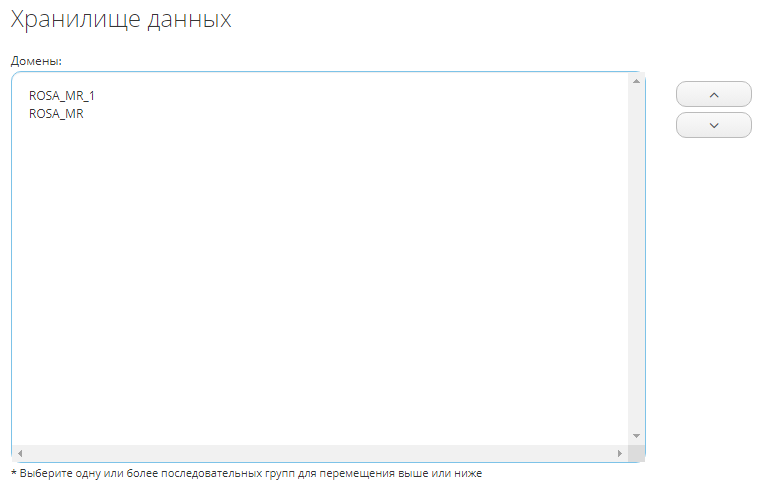 Хранилище данных
Домены:
ROSA_MR_1
ROSA_MR
* Выберите одну или более последовательных групп для перемещения выше или ниже